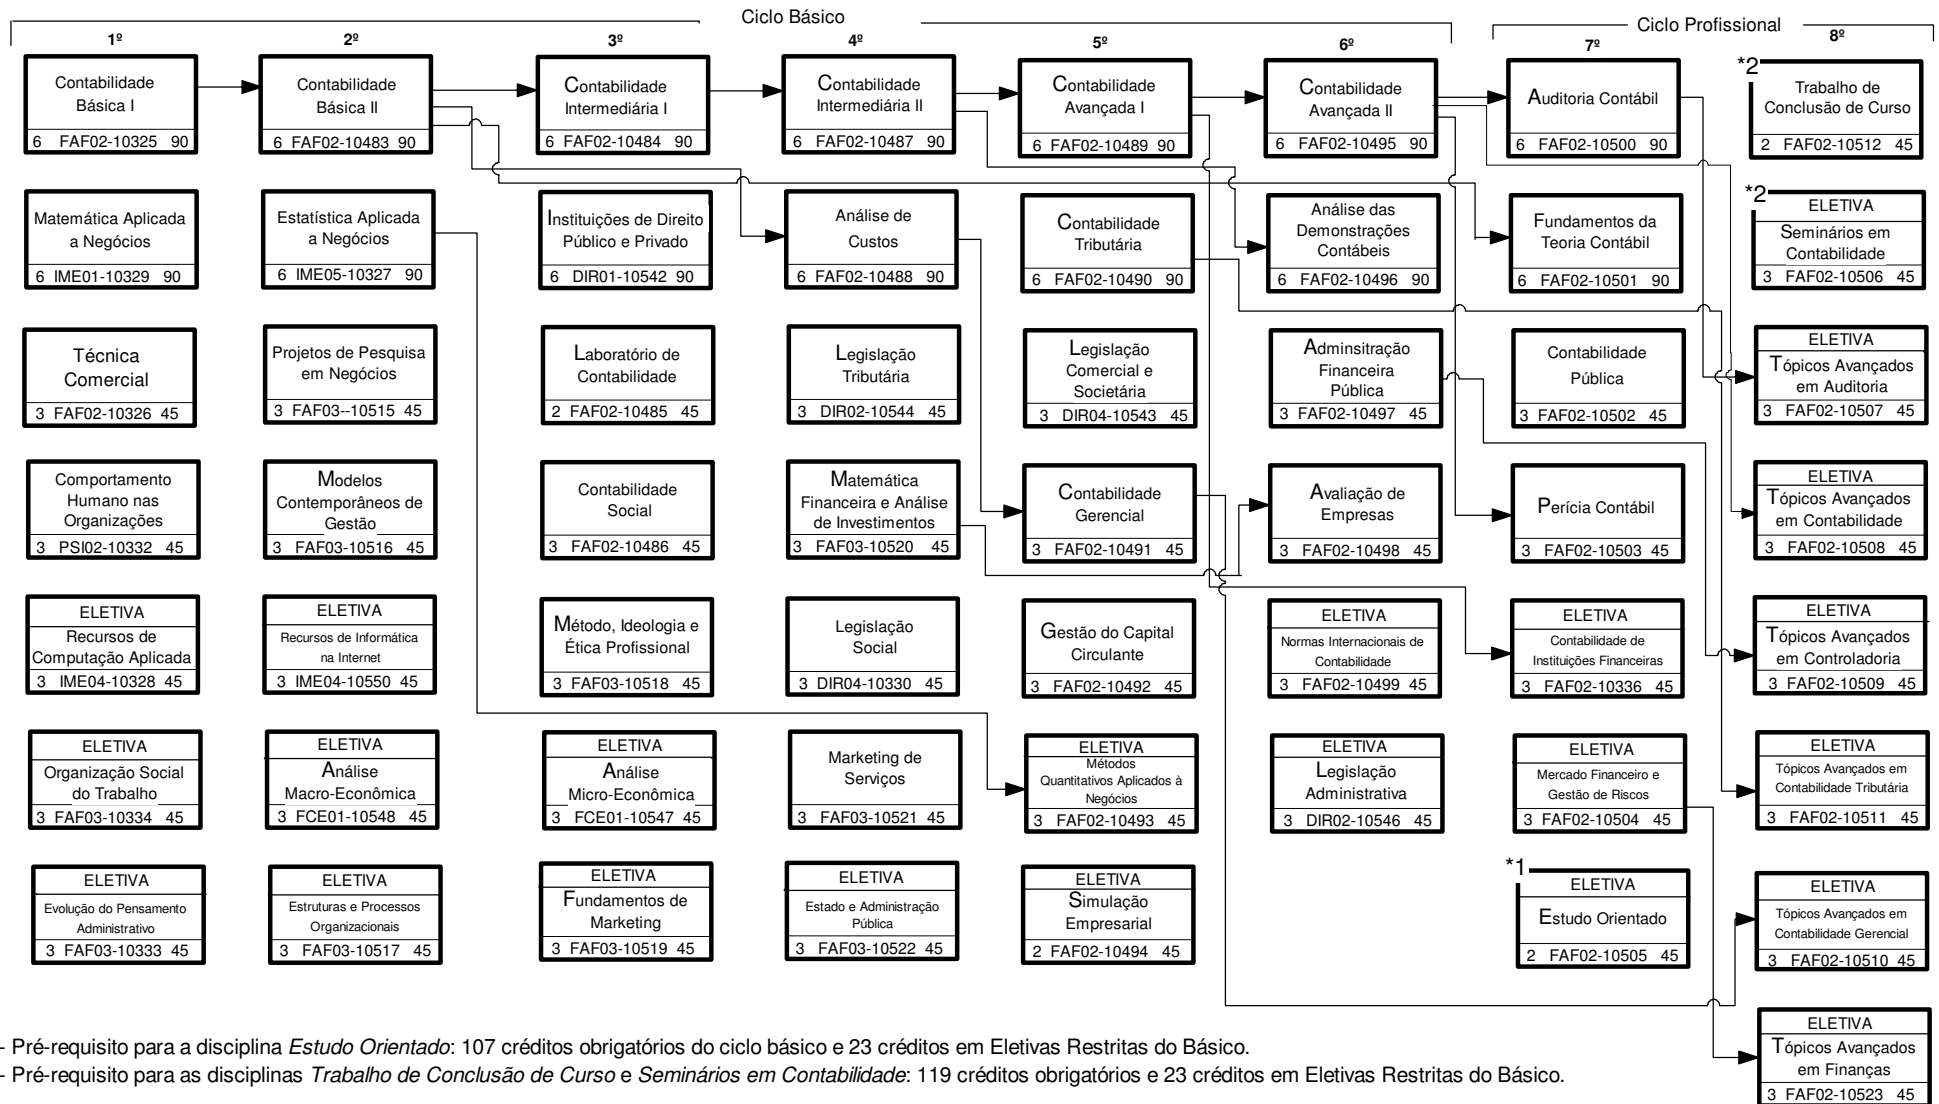 Ciclo Básico
Ciclo Profissional
1º
2º
3º
4º
5º
6º
7º
8º
Contabilidade
Básica I
6 FAF02-10325 90
Contabilidade
Básica II
6 FAF02-10483 90
Contabilidade
Intermediária I
6 FAF02-10484 90
Contabilidade
Intermediária II
6 FAF02-10487 90
Contabilidade
Avançada I
6 FAF02-10489 90
Contabilidade
Avançada II
6 FAF02-10495 90
Auditoria Contábil
6 FAF02-10500 90
*2
Trabalho de
Conclusão de Curso
2 FAF02-10512 45
Matemática Aplicada
a Negócios
6 IME01-10329 90
Estatística Aplicada
a Negócios
6 IME05-10327 90
Instituições de Direito
Público e Privado
6 DIR01-10542 90
Análise de
Custos
6 FAF02-10488 90
Contabilidade
Tributária
6 FAF02-10490 90
Análise das
Demonstrações
Contábeis
6 FAF02-10496 90
Fundamentos da
Teoria Contábil
6 FAF02-10501 90
*2
ELETIVA
Seminários em
Contabilidade
3 FAF02-10506 45
Técnica
Comercial
3 FAF02-10326 45
Projetos de Pesquisa
em Negócios
3 FAF03--10515 45
Laboratório de
Contabilidade
2 FAF02-10485 45
Legislação
Tributária
3 DIR02-10544 45
Legislação
Comercial e
Societária
3 DIR04-10543 45
Adminsitração
Financeira
Pública
3 FAF02-10497 45
Contabilidade
Pública
3 FAF02-10502 45
ELETIVA
Tópicos Avançados
em Auditoria
3 FAF02-10507 45
Comportamento
Humano nas
Organizações
3 PSI02-10332 45
Modelos
Contemporâneos de
Gestão
3 FAF03-10516 45
Contabilidade
Social
3 FAF02-10486 45
Matemática
Financeira e Análise
de Investimentos
3 FAF03-10520 45
Contabilidade
Gerencial
3 FAF02-10491 45
Avaliação de
Empresas
3 FAF02-10498 45
Perícia Contábil
3 FAF02-10503 45
ELETIVA
Tópicos Avançados
em Contabilidade
3 FAF02-10508 45
ELETIVA
Recursos de
Computação Aplicada
3 IME04-10328 45
ELETIVA
Recursos de Informática
na Internet
3 IME04-10550 45
Método, Ideologia e
Ética Profissional
3 FAF03-10518 45
Legislação
Social
3 DIR04-10330 45
Gestão do Capital
Circulante
3 FAF02-10492 45
ELETIVA
Normas Internacionais de
Contabilidade
3 FAF02-10499 45
ELETIVA
Contabilidade de
Instituições Financeiras
3 FAF02-10336 45
ELETIVA
Tópicos Avançados
em Controladoria
3 FAF02-10509 45
ELETIVA
Organização Social
do Trabalho
3 FAF03-10334 45
ELETIVA
Análise
Macro-Econômica
3 FCE01-10548 45
ELETIVA
Análise
Micro-Econômica
3 FCE01-10547 45
Marketing de
Serviços
3 FAF03-10521 45
ELETIVA
Métodos
Quantitativos Aplicados à
Negócios
3 FAF02-10493 45
ELETIVA
Legislação
Administrativa
3 DIR02-10546 45
ELETIVA
Mercado Financeiro e
Gestão de Riscos
3 FAF02-10504 45
ELETIVA
Tópicos Avançados em
Contabilidade Tributária
3 FAF02-10511 45
ELETIVA
Evolução do Pensamento
Administrativo
3 FAF03-10333 45
ELETIVA
Estruturas e Processos
Organizacionais
3 FAF03-10517 45
ELETIVA
Fundamentos de
Marketing
3 FAF03-10519 45
ELETIVA
Estado e Administração
Pública
3 FAF03-10522 45
ELETIVA
Simulação
Empresarial
2 FAF02-10494 45
*1
ELETIVA
Estudo Orientado
2 FAF02-10505 45
ELETIVA
Tópicos Avançados em
Contabilidade Gerencial
3 FAF02-10510 45
ELETIVA
Tópicos Avançados
em Finanças
3 FAF02-10523 45
- Pré-requisito para a disciplina Estudo Orientado: 107 créditos obrigatórios do ciclo básico e 23 créditos em Eletivas Restritas do Básico.
- Pré-requisito para as disciplinas Trabalho de Conclusão de Curso e Seminários em Contabilidade: 119 créditos obrigatórios e 23 créditos em Eletivas Restritas do Básico.